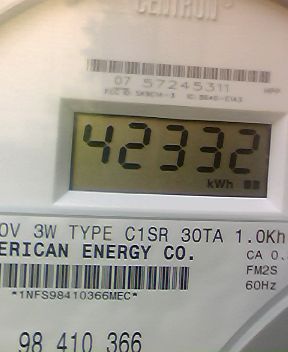 CENTRON®
07 57245311
42332
kWh
0V 3W TYPE C1SR 30TA 1.0Kh
ERICAN ENERGY CO.
CA 0.
FM2S
*1NFS98410366MEC*
60Hz
98 410 366